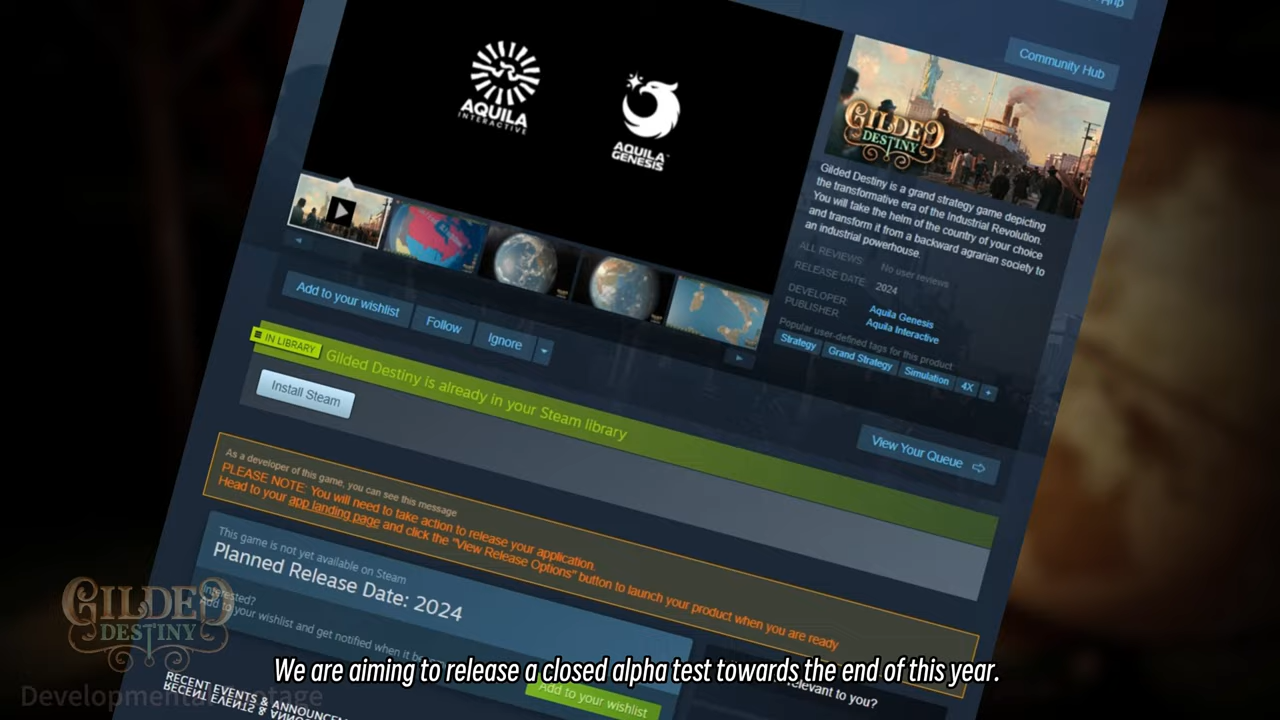 Community Hub
AQUILA
INTERACTIVE
AQUILA
GENESIS
GILDED
DESTINY
Gilded Destiny is a grand strategy game depicting
the transformative era of the Industrial Revolution.
You will take the helm of the country of your choice
and transform it from a backward agrarian society to
an industrial powerhouse.
ALL REVIEWS: No user reviews
RELEASE DATE: 2024
DEVELOPER: Aquila Genesis
PUBLISHER Aquila Interactive
Popular user-defined tags for this product:
Strategy Grand Strategy Simulation 4X +
Add to your wishlist Follow Ignore
IN LIBRARY Gilded Destiny is already in your Steam library
Install Steam
View Your Queue
As a developer of this game, you can see this message
PLEASE NOTE: You will need to take action to release your application.
Head to your app landing page and click the "View Release Options" button to launch your product when you are ready
This game is not yet available on Steam
Planned Release Date: 2024
Interested?
Add to your wishlist and get notified when it
Add to your wishlist
relevant to you?
GILDED
DESTINY
We are aiming to release a closed alpha test towards the end of this year.
RECENT EVENTS &